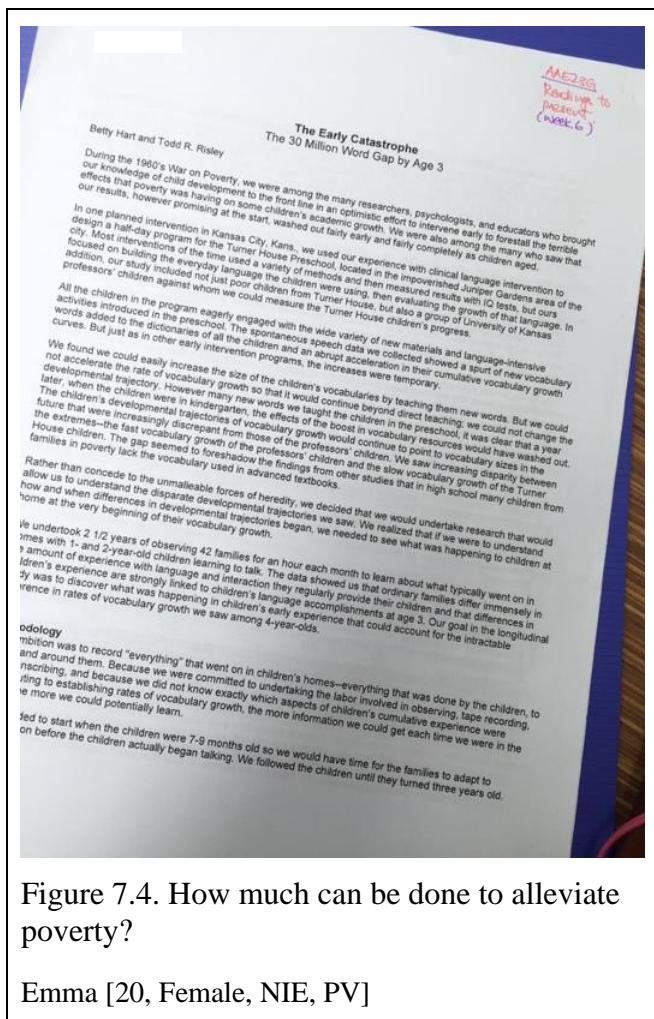 AAE23G
Readings to
present
(Week 6)
The Early Catastrophe
The 30 Million Word Gap by Age 3
Betty Hart and Todd R. Risley
During the 1960's War on Poverty, we were among the many researchers, psychologists, and educators who brought
our knowledge of child development to the front line in an optimistic effort to intervene early to forestall the terrible
effects that poverty was having on some children's academic growth. We were also among the many who saw that
our results, however promising at the start, washed out fairly early and fairly completely as children aged.
In one planned intervention in Kansas City, Kans., we used our experience with clinical language intervention to
design a half-day program for the Turner House Preschool, located in the impoverished Juniper Gardens area of the
city. Most interventions of the time used a variety of methods and then measured results with IQ tests, but ours
focused on building the everyday language the children were using, then evaluating the growth of that language. In
addition, our study included not just poor children from Turner House, but also a group of University of Kansas
professors' children against whom we could measure the Turner House children's progress.
All the children in the program eagerly engaged with the wide variety of new materials and language-intensive
activities introduced in the preschool. The spontaneous speech data we collected showed a spurt of new vocabulary
words added to the dictionaries of all the children and an abrupt acceleration in their cumulative vocabulary growth
curves. But just as in other early intervention programs, the increases were temporary.
We found we could easily increase the size of the children's vocabularies by teaching them new words. But we could
not accelerate the rate of vocabulary growth so that it would continue beyond direct teaching; we could not change the
developmental trajectory. However many new words we taught the children in the preschool, it was clear that a year
later, when the children were in kindergarten, the effects of the boost in vocabulary resources would have washed out.
The children's developmental trajectories of vocabulary growth would continue to point to vocabulary sizes in the
future that were increasingly discrepant from those of the professors' children. We saw increasing disparity between
the extremes--the fast vocabulary growth of the professors' children and the slow vocabulary growth of the Turner
House children. The gap seemed to foreshadow the findings from other studies that in high school many children from
families in poverty lack the vocabulary used in advanced textbooks.
Rather than concede to the unmalleable forces of heredity, we decided that we would undertake research that would
allow us to understand the disparate developmental trajectories we saw. We realized that if we were to understand
how and when differences in developmental trajectories began, we needed to see what was happening to children at
home at the very beginning of their vocabulary growth.
We undertook 2 1/2 years of observing 42 families for an hour each month to learn about what typically went on in
omes with 1- and 2-year-old children learning to talk. The data showed us that ordinary families differ immensely in
e amount of experience with language and interaction they regularly provide their children and that differences in
ldren's experience are strongly linked to children's language accomplishments at age 3. Our goal in the longitudinal
dy was to discover what was happening in children's early experience that could account for the intractable
rence in rates of vocabulary growth we saw among 4-year-olds.
odology
mbition was to record "everything" that went on in children's homes--everything that was done by the children, to
and around them. Because we were committed to undertaking the labor involved in observing, tape recording,
nscribing, and because we did not know exactly which aspects of children's cumulative experience were
uting to establishing rates of vocabulary growth, the more information we could get each time we were in the
e more we could potentially learn.
ded to start when the children were 7-9 months old so we would have time for the families to adapt to
on before the children actually began talking. We followed the children until they turned three years old.
Figure 7.4. How much can be done to alleviate
poverty?
Emma [20, Female, NIE, PV]